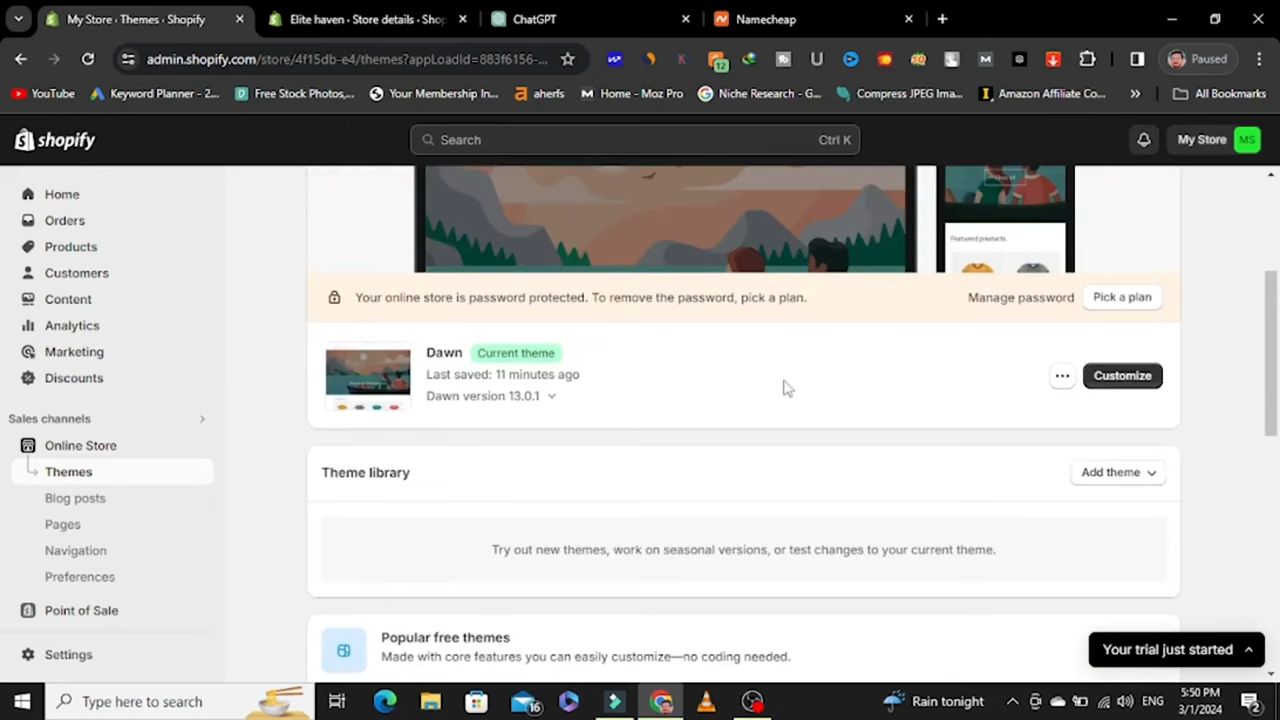 My Store · Themes · Shopify
Elite haven · Store details · Shop
ChatGPT
Namecheap
admin.shopify.com/store/4f15db-e4/themes?appLoadId=883f6156-...
12
Paused
YouTube
Keyword Planner - 2...
Free Stock Photos,...
Your Membership In...
aherfs
Home - Moz Pro
Niche Research - G...
Compress JPEG Imag...
Amazon Affiliate Co...
All Bookmarks
shopify
Search
Ctrl K
My Store
MS
Home
Orders
Products
Customers
Content
Analytics
Marketing
Discounts
Sales channels
Online Store
Themes
Blog posts
Pages
Navigation
Preferences
Point of Sale
Settings
Featured products
Your online store is password protected. To remove the password, pick a plan.
Manage password
Pick a plan
Dawn
Current theme
Last saved: 11 minutes ago
Dawn version 13.0.1
Customize
Theme library
Add theme
Try out new themes, work on seasonal versions, or test changes to your current theme.
Popular free themes
Made with core features you can easily customize—no coding needed.
Your trial just started
Type here to search
16
Rain tonight
ENG
5:50 PM
3/1/2024
2